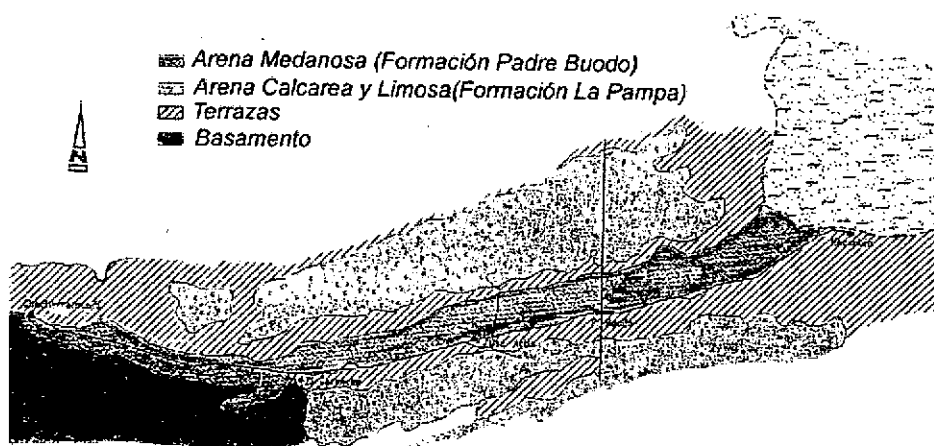 Arena Medanosa (Formación Padre Buodo)
Arena Calcarea y Limosa(Formación La Pampa)
Terrazas
Basamento
N